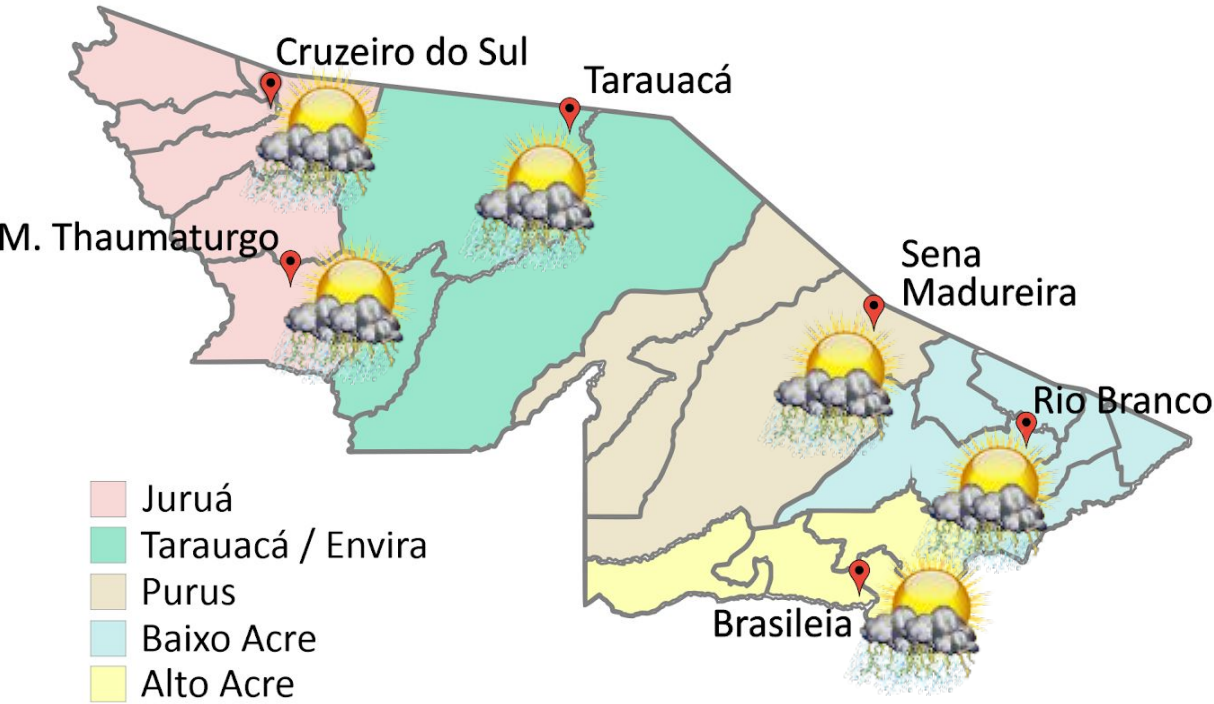 Cruzeiro do Sul
Tarauacá
M. Thaumaturgo
Sena
Madureira
Rio Branco
Brasileia
Juruá
Tarauacá / Envira
Purus
Baixo Acre
Alto Acre